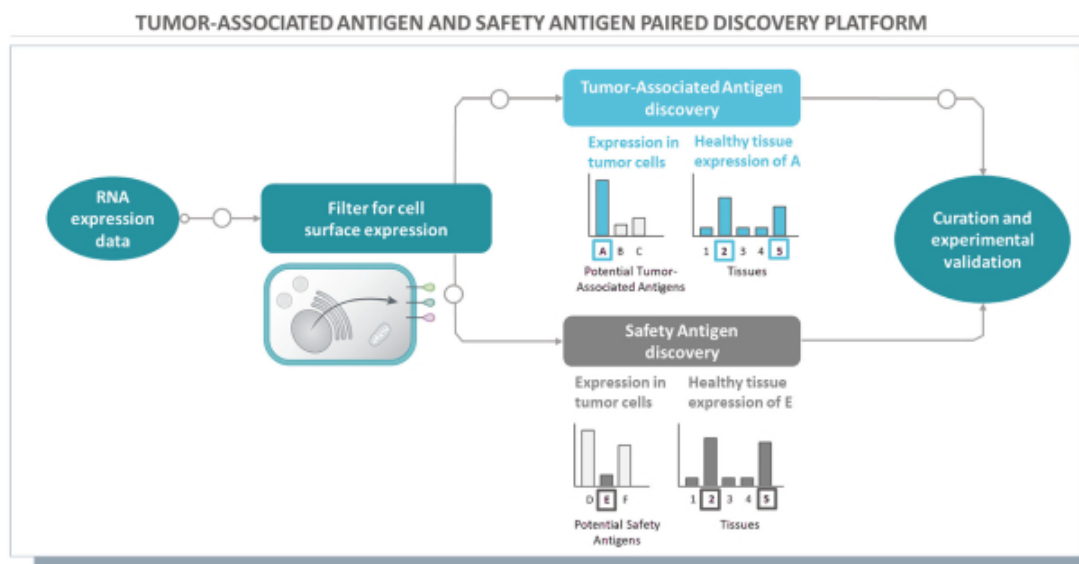 TUMOR-ASSOCIATED ANTIGEN AND SAFETY ANTIGEN PAIRED DISCOVERY PLATFORM
RNA
expression
data
Filter for cell
surface expression
Tumor-Associated Antigen
discovery
Expression in
tumor cells
A B C
Potential Tumor-
Associated Antigens
Healthy tissue
expression of A
1 2 3 4 5
Tissues
Safety Antigen
discovery
Expression in
tumor cells
D E F
Potential Safety
Antigens
Healthy tissue
expression of E
1 2 3 4 5
Tissues
Curation and
experimental
validation